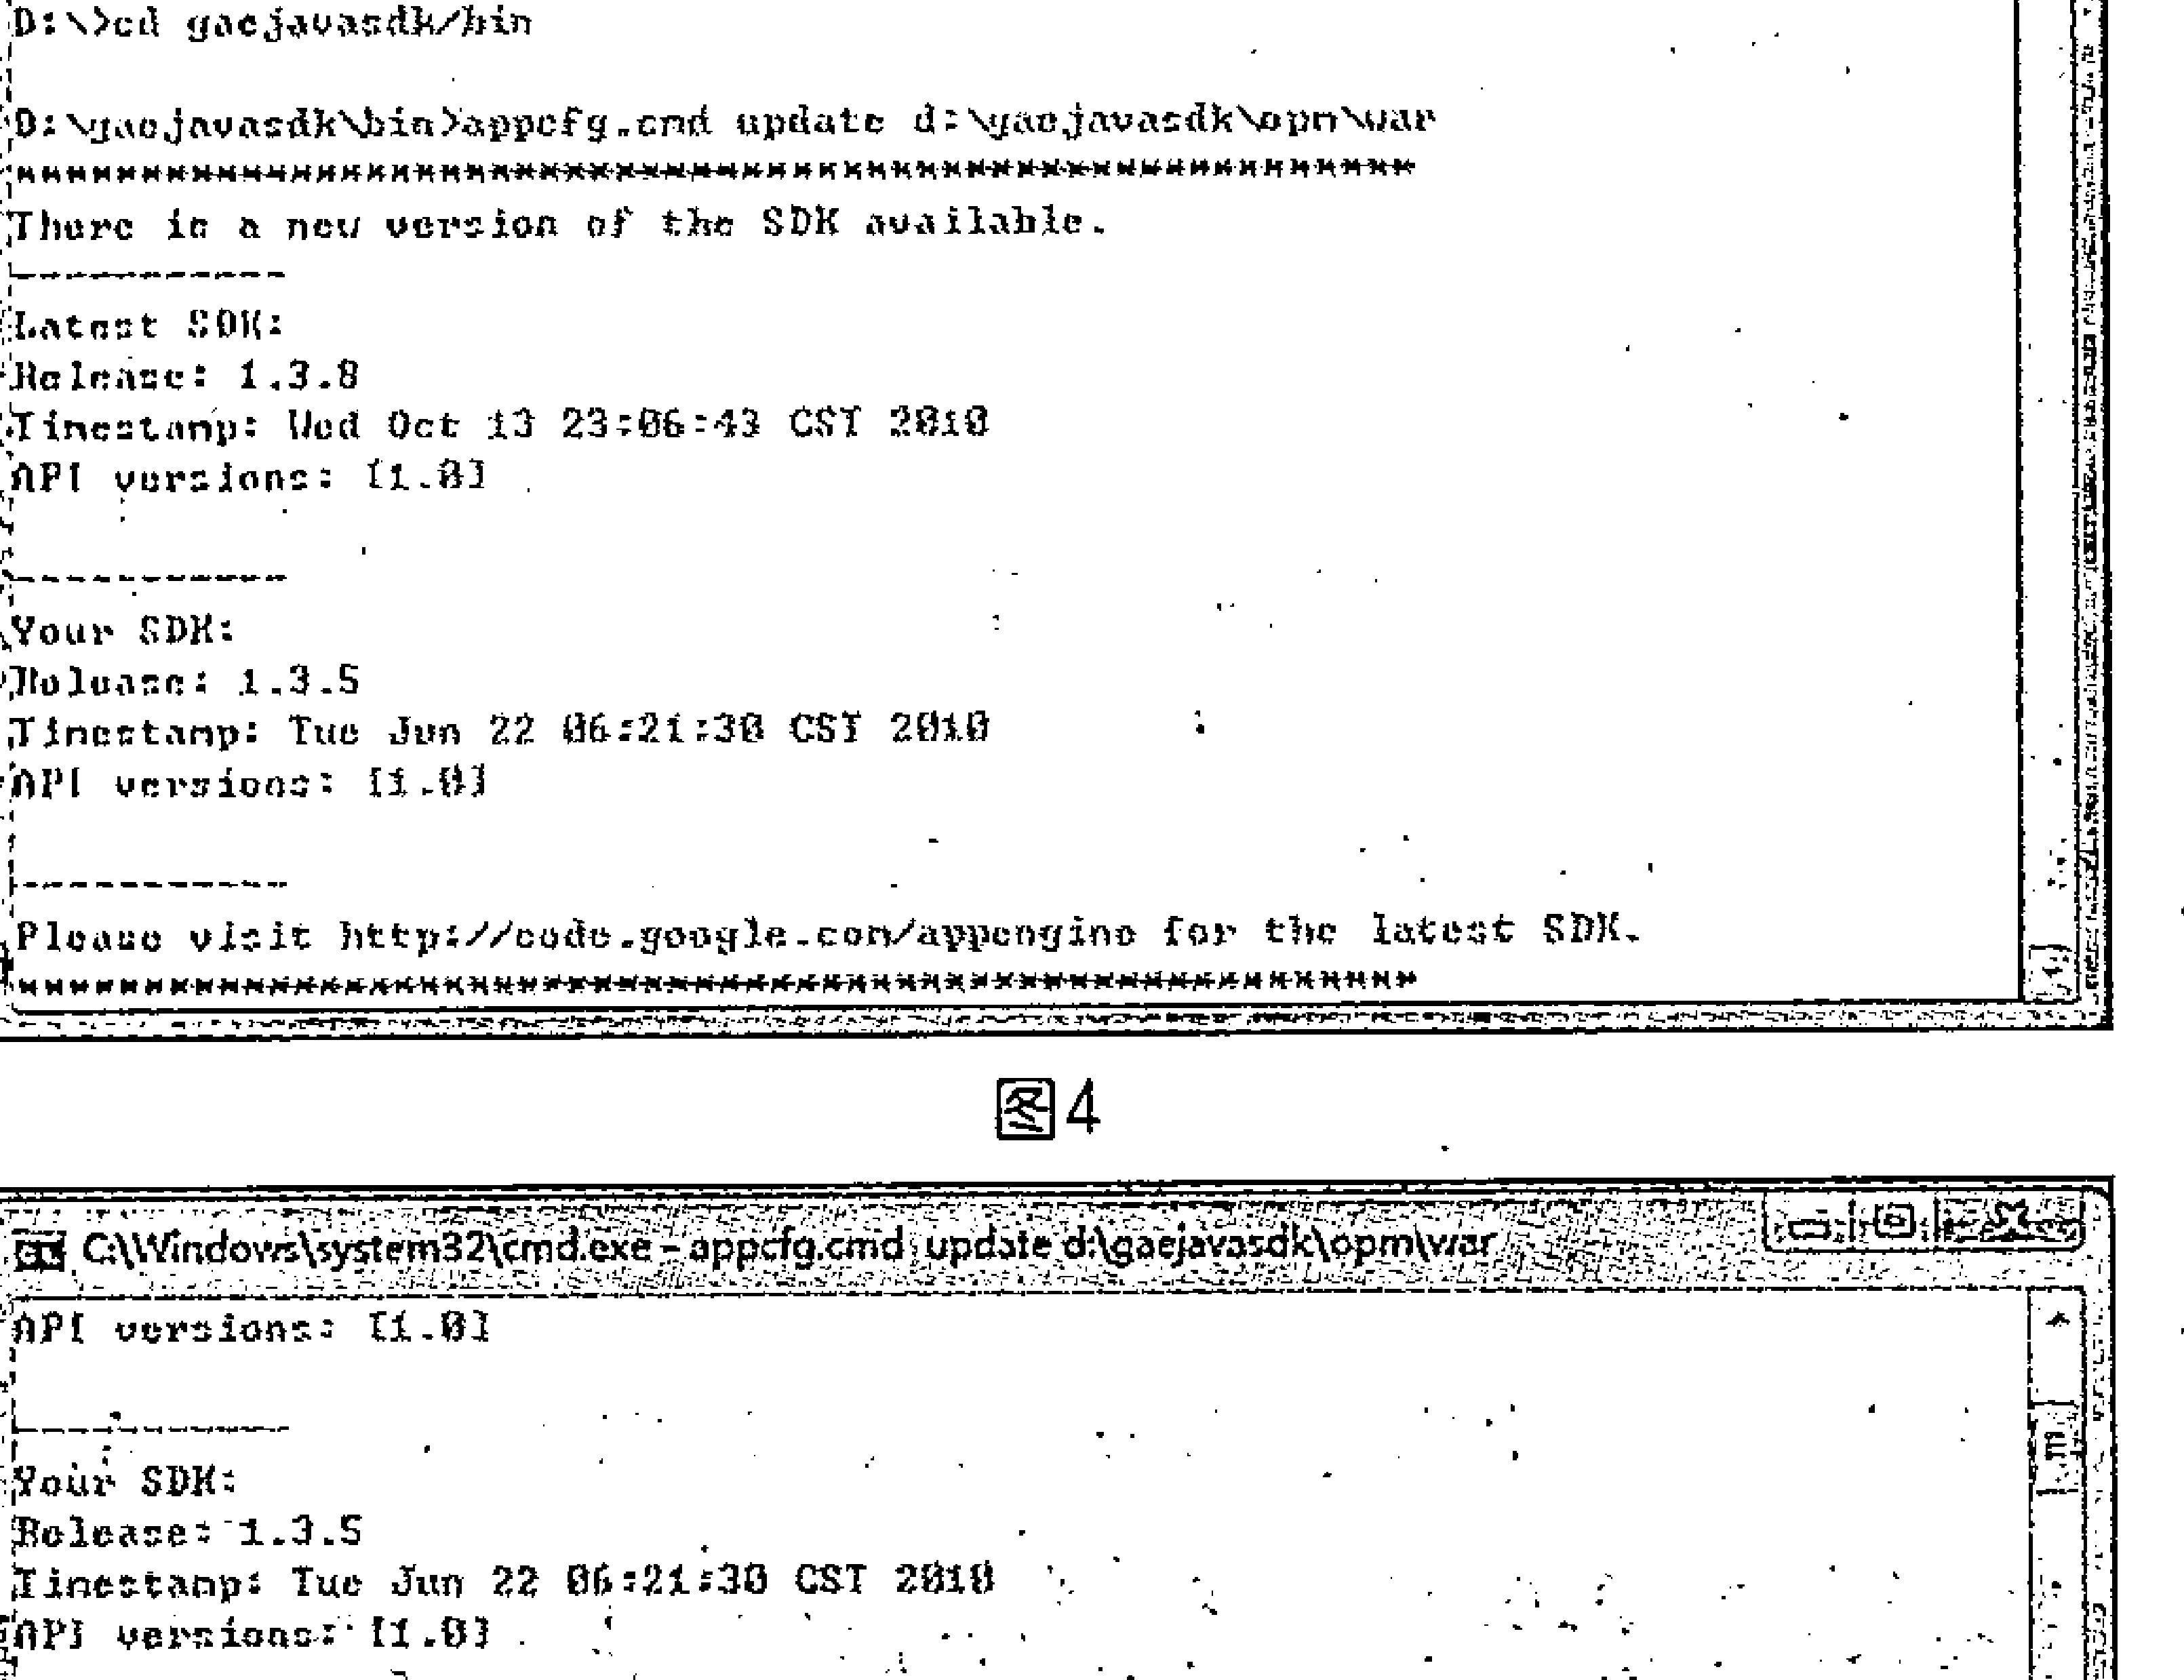 D:\>cd gaejavasdk/bin
D:\gaejavasdk\bin>appcfg.cmd update d:\gaejavasdk\opm\war
********************************************************
There is a new version of the SDK available.
-----------
Latest SDK:
Release: 1.3.8
Timestamp: Wed Oct 13 23:06:43 CST 2010
API versions: [1.0]
-----------
Your SDK:
Release: 1.3.5
Timestamp: Tue Jun 22 06:21:30 CST 2010
API versions: [1.0]
-----------
Please visit http://code.google.com/appengine for the latest SDK.
********************************************************
图4
C:\Windows\system32\cmd.exe - appcfg.cmd update d:\gaejavasdk\opm\war
API versions: [1.0]
-----------
Your SDK:
Release: 1.3.5
Timestamp: Tue Jun 22 06:21:30 CST 2010
API versions: [1.0]